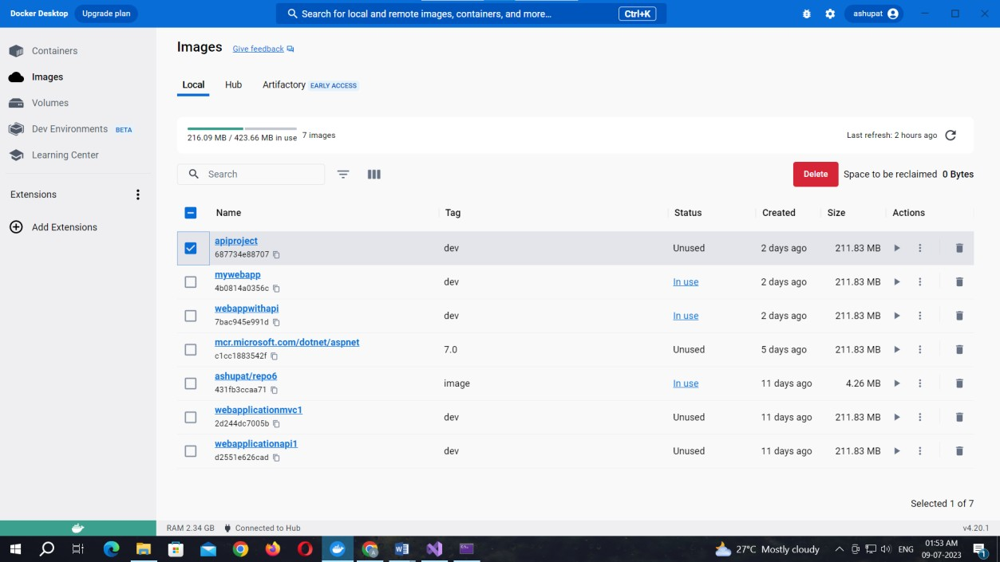 Docker Desktop Upgrade plan Search for local and remote images, containers, and more... Ctrl+K ashupat
Containers
Images
Volumes
Dev Environments BETA
Learning Center
Extensions
Add Extensions
Images Give feedback
Local Hub Artifactory EARLY ACCESS
216.09 MB / 423.66 MB in use 7 images Last refresh: 2 hours ago
Search Delete Space to be reclaimed 0 Bytes
Name Tag Status Created Size Actions
apiproject
687734e88707 dev Unused 2 days ago 211.83 MB
mywebapp
4b0814a0356c dev In use 2 days ago 211.83 MB
webappwithapi
7bac945e991d dev In use 2 days ago 211.83 MB
mcr.microsoft.com/dotnet/aspnet
c1cc1883542f 7.0 Unused 5 days ago 211.83 MB
ashupat/repo6
431fb3ccaa71 image In use 11 days ago 4.26 MB
webapplicationmvc1
2d244dc7005b dev Unused 11 days ago 211.83 MB
webapplicationapi1
d2551e626cad dev Unused 11 days ago 211.83 MB
Selected 1 of 7
RAM 2.34 GB Connected to Hub v4.20.1
27°C Mostly cloudy ENG 01:53 AM
09-07-2023 1